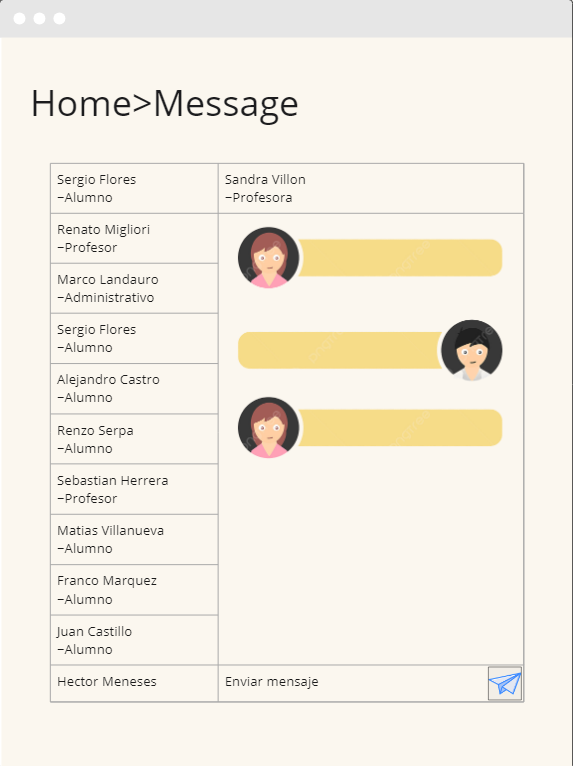 Home>Message
Sergio Flores
−Alumno
Renato Migliori
−Profesor
Marco Landauro
−Administrativo
Sergio Flores
−Alumno
Alejandro Castro
−Alumno
Renzo Serpa
−Alumno
Sebastian Herrera
−Profesor
Matias Villanueva
−Alumno
Franco Marquez
−Alumno
Juan Castillo
−Alumno
Hector Meneses
Sandra Villon
−Profesora
Enviar mensaje